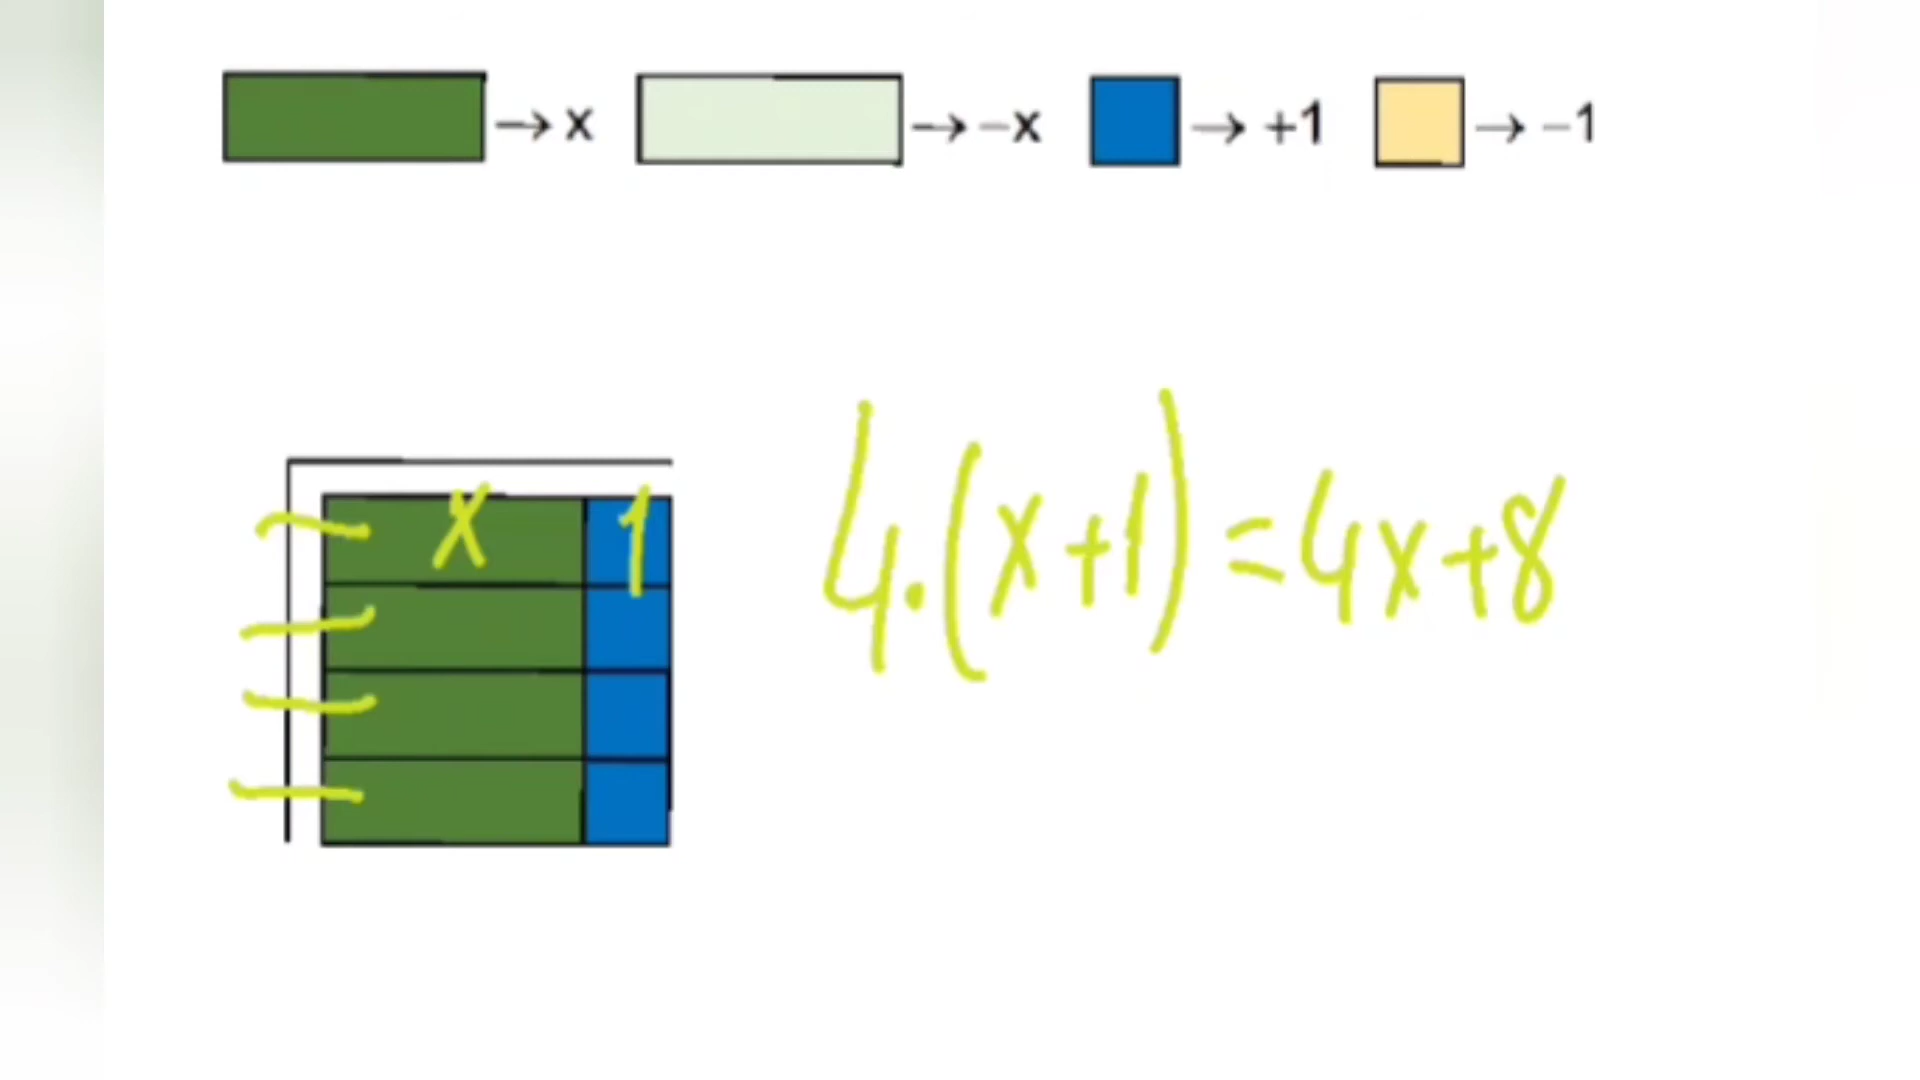 → x → −x → +1 → −1
x 1
4.(x+1)=4x+8